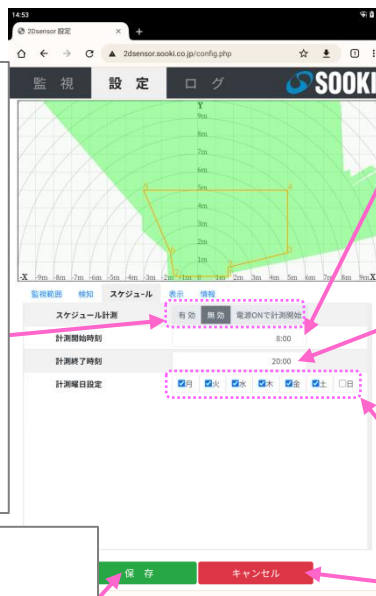 14:53
2Dsensor 設定
2dsensor.sooki.co.jp/config.php
監視 設定 ログ SOOKI
Y
9m
8m
7m
6m
5m
4m
3m
2m
1m
-X -9m -8m -7m -6m -5m -4m -3m -2m -1m 0 1m 2m 3m 4m 5m 6m 7m 8m 9m X
監視範囲 検知 スケジュール 表示 情報
スケジュール計測 有効 無効 電源ONで計測開始
計測開始時刻 8:00
計測終了時刻 20:00
計測曜日設定 月 火 水 木 金 土 日
保存 キャンセル